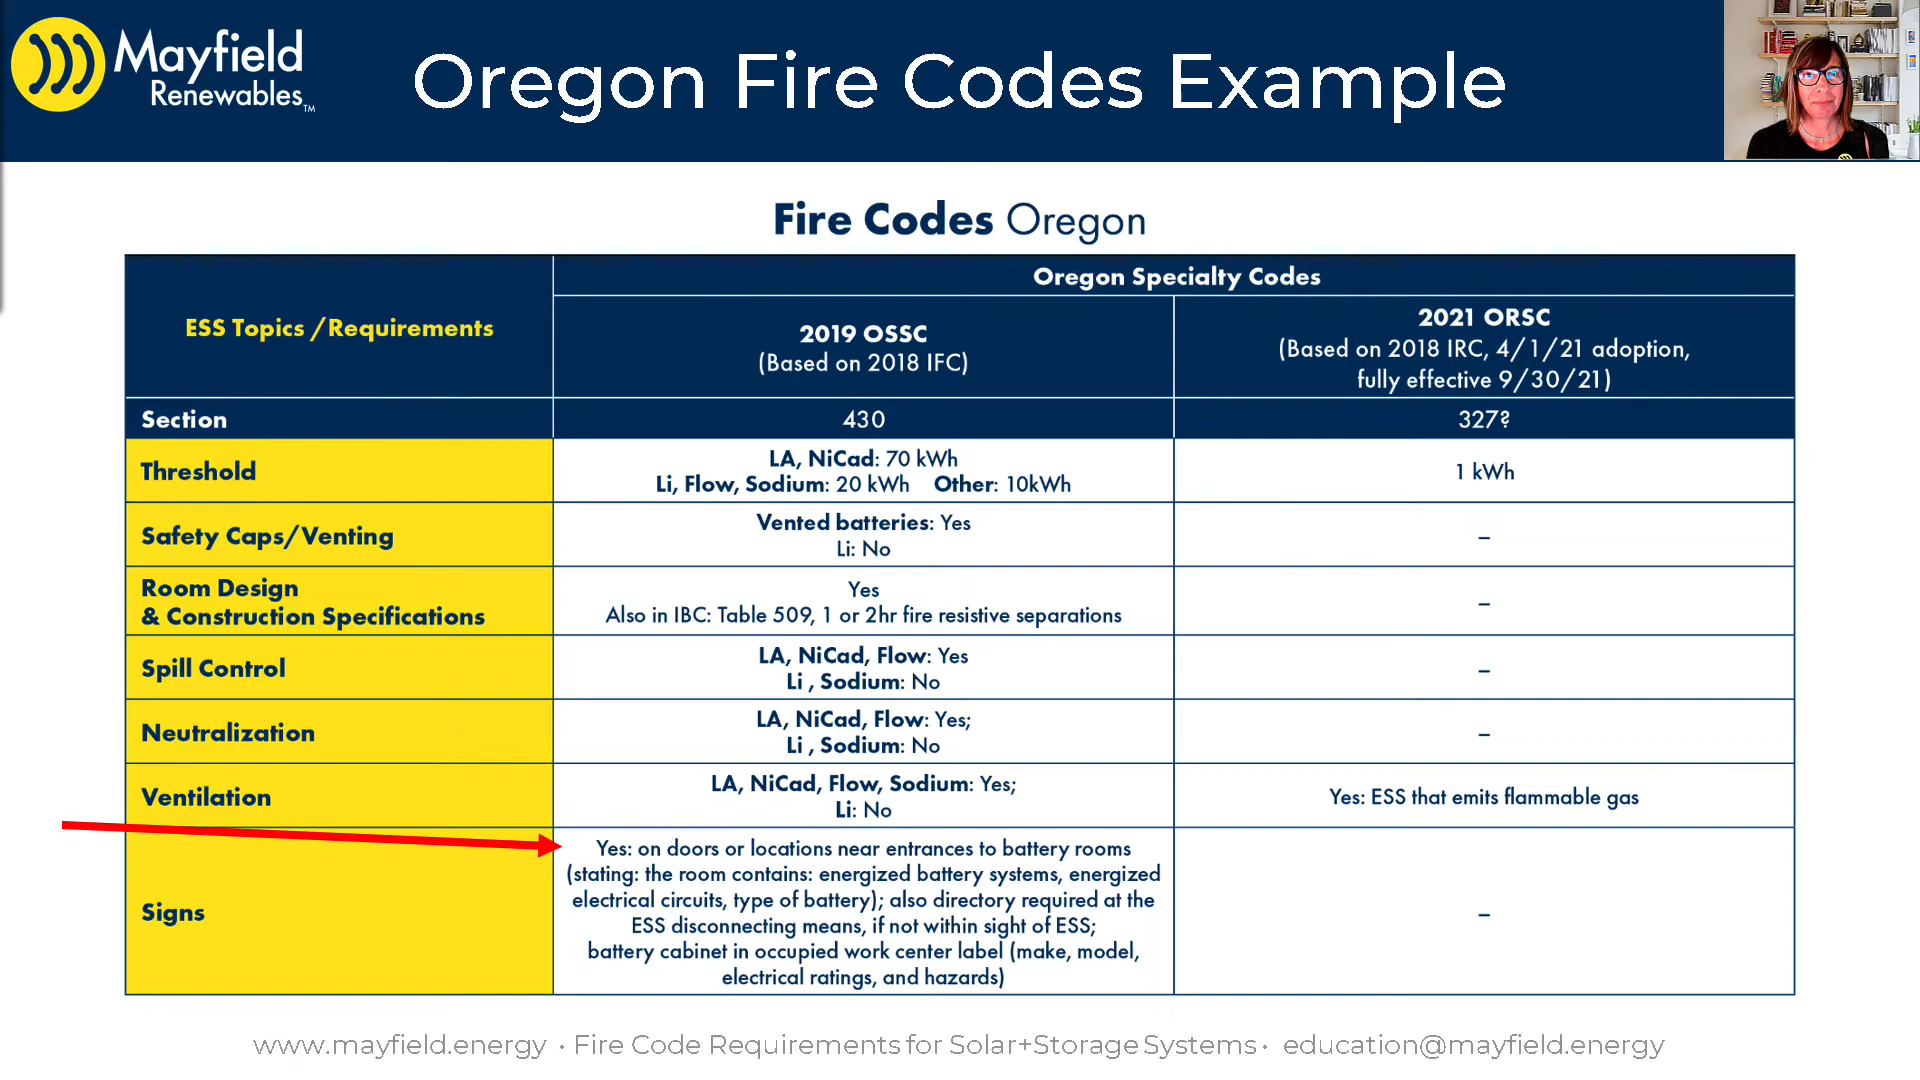 Mayfield
Renewables™
Oregon Fire Codes Example
Fire Codes Oregon
ESS Topics /Requirements
Oregon Specialty Codes
2019 OSSC
(Based on 2018 IFC)
2021 ORSC
(Based on 2018 IRC, 4/1/21 adoption,
fully effective 9/30/21)
Section
430
327?
Threshold
LA, NiCad: 70 kWh
Li, Flow, Sodium: 20 kWh Other: 10kWh
1 kWh
Safety Caps/Venting
Vented batteries: Yes
Li: No
–
Room Design
& Construction Specifications
Yes
Also in IBC: Table 509, 1 or 2hr fire resistive separations
–
Spill Control
LA, NiCad, Flow: Yes
Li , Sodium: No
–
Neutralization
LA, NiCad, Flow: Yes;
Li , Sodium: No
–
Ventilation
LA, NiCad, Flow, Sodium: Yes;
Li: No
Yes: ESS that emits flammable gas
Signs
Yes: on doors or locations near entrances to battery rooms
(stating: the room contains: energized battery systems, energized
electrical circuits, type of battery); also directory required at the
ESS disconnecting means, if not within sight of ESS;
battery cabinet in occupied work center label (make, model,
electrical ratings, and hazards)
–
www.mayfield.energy • Fire Code Requirements for Solar+Storage Systems • education@mayfield.energy